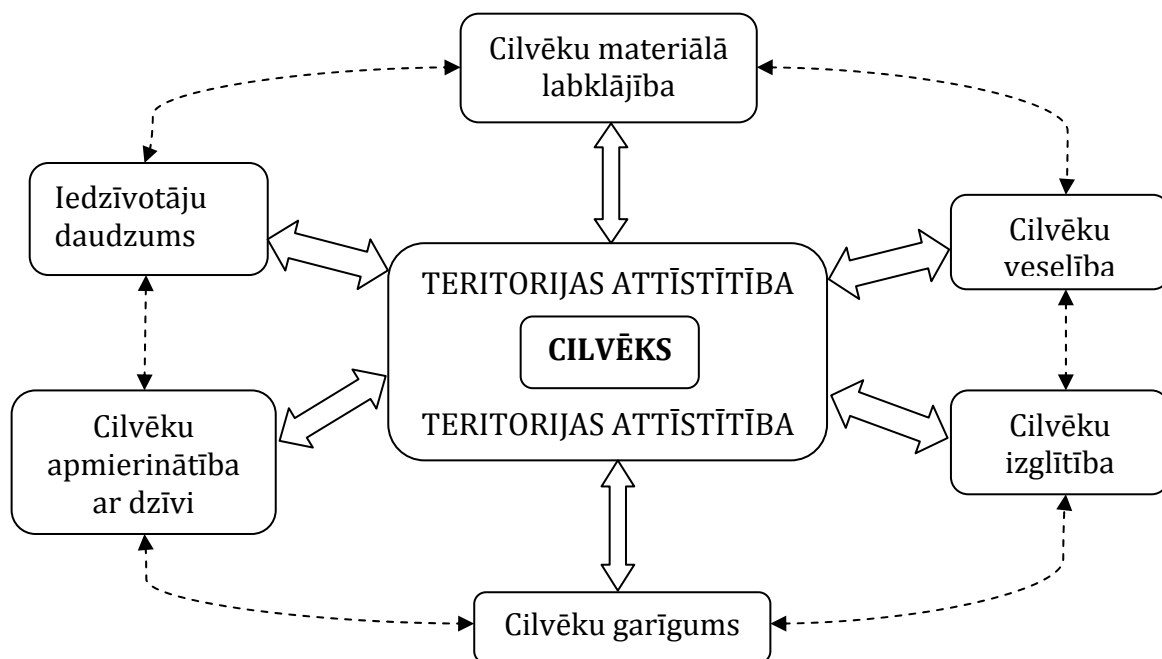 Cilvēku materiālā
labklājība
Iedzīvotāju
daudzums
Cilvēku
veselība
TERITORIJAS ATTĪSTĪTĪBA
CILVĒKS
TERITORIJAS ATTĪSTĪTĪBA
Cilvēku
apmierinātība
ar dzīvi
Cilvēku
izglītība
Cilvēku garīgums